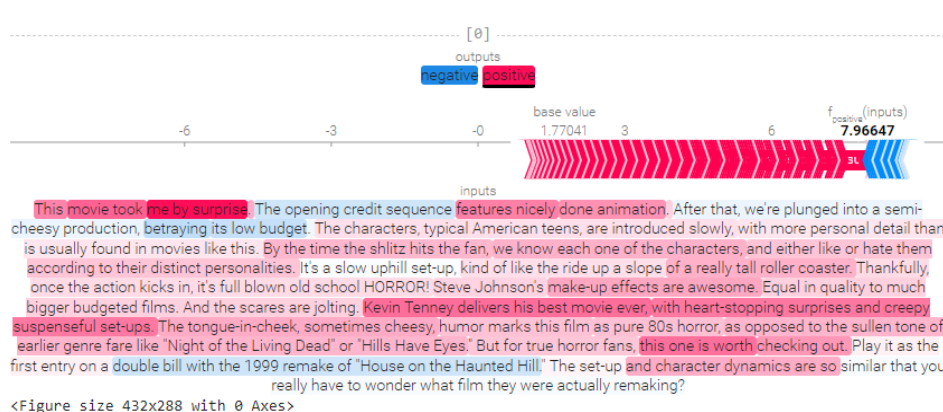 [0]
outputs
negative positive
base value f_positive(inputs)
-6 -3 -0 1.77041 3 6 7.96647
inputs
This movie took me by surprise. The opening credit sequence features nicely done animation. After that, we're plunged into a semi-
cheesy production, betraying its low budget. The characters, typical American teens, are introduced slowly, with more personal detail than
is usually found in movies like this. By the time the shlitz hits the fan, we know each one of the characters, and either like or hate them
according to their distinct personalities. It's a slow uphill set-up, kind of like the ride up a slope of a really tall roller coaster. Thankfully,
once the action kicks in, it's full blown old school HORROR! Steve Johnson's make-up effects are awesome. Equal in quality to much
bigger budgeted films. And the scares are jolting. Kevin Tenney delivers his best movie ever, with heart-stopping surprises and creepy
suspenseful set-ups. The tongue-in-cheek, sometimes cheesy, humor marks this film as pure 80s horror, as opposed to the sullen tone of
earlier genre fare like "Night of the Living Dead" or "Hills Have Eyes." But for true horror fans, this one is worth checking out. Play it as the
first entry on a double bill with the 1999 remake of "House on the Haunted Hill." The set-up and character dynamics are so similar that you
really have to wonder what film they were actually remaking?
<Figure size 432x288 with 0 Axes>